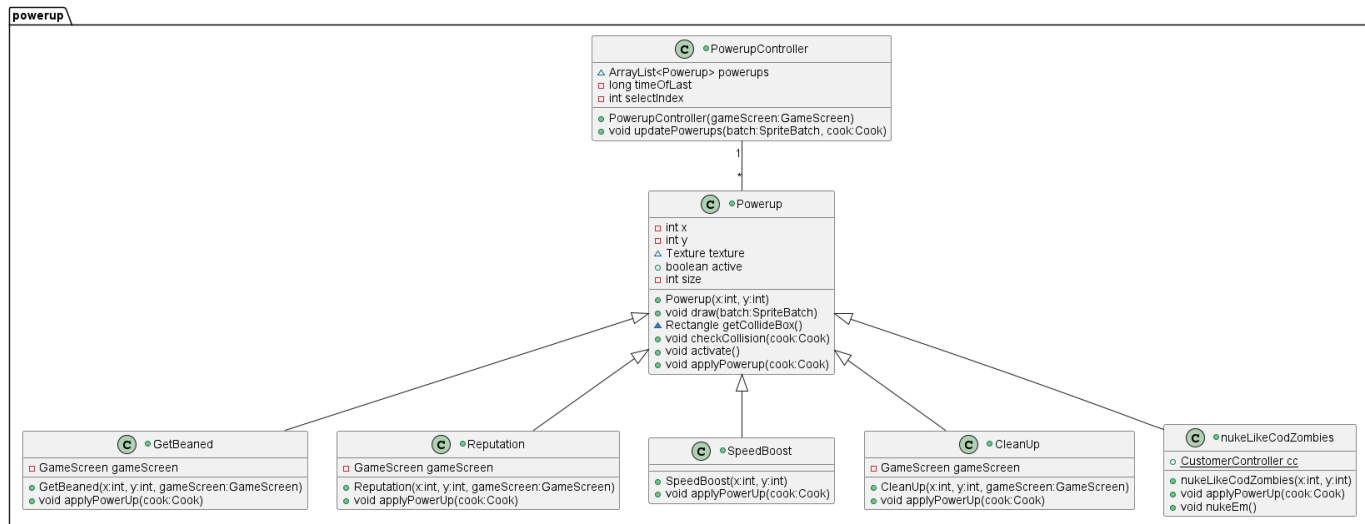 powerup
C PowerupController
ArrayList<Powerup> powerups
long timeOfLast
int selectIndex
PowerupController(gameScreen:GameScreen)
void updatePowerups(batch:SpriteBatch, cook:Cook)
1
*
C Powerup
int x
int y
Texture texture
boolean active
int size
Powerup(x:int, y:int)
void draw(batch:SpriteBatch)
Rectangle getCollideBox()
void checkCollision(cook:Cook)
void activate()
void applyPowerup(cook:Cook)
C GetBeaned
GameScreen gameScreen
GetBeaned(x:int, y:int, gameScreen:GameScreen)
void applyPowerUp(cook:Cook)
C Reputation
GameScreen gameScreen
Reputation(x:int, y:int, gameScreen:GameScreen)
void applyPowerUp(cook:Cook)
C SpeedBoost
SpeedBoost(x:int, y:int)
void applyPowerUp(cook:Cook)
C CleanUp
GameScreen gameScreen
CleanUp(x:int, y:int, gameScreen:GameScreen)
void applyPowerUp(cook:Cook)
C nukeLikeCodZombies
CustomerController cc
nukeLikeCodZombies(x:int, y:int)
void applyPowerUp(cook:Cook)
void nukeEm()